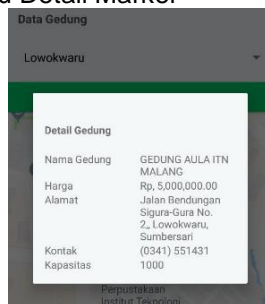 Detail Marker
Data Gedung
Lowokwaru
Detail Gedung
Nama Gedung GEDUNG AULA ITN
MALANG
Harga Rp, 5,000,000.00
Alamat Jalan Bendungan
Sigura-Gura No.
2,, Lowokwaru,
Sumbersari
Kontak (0341) 551431
Kapasitas 1000
Perpustakaan
Institut Teknologi